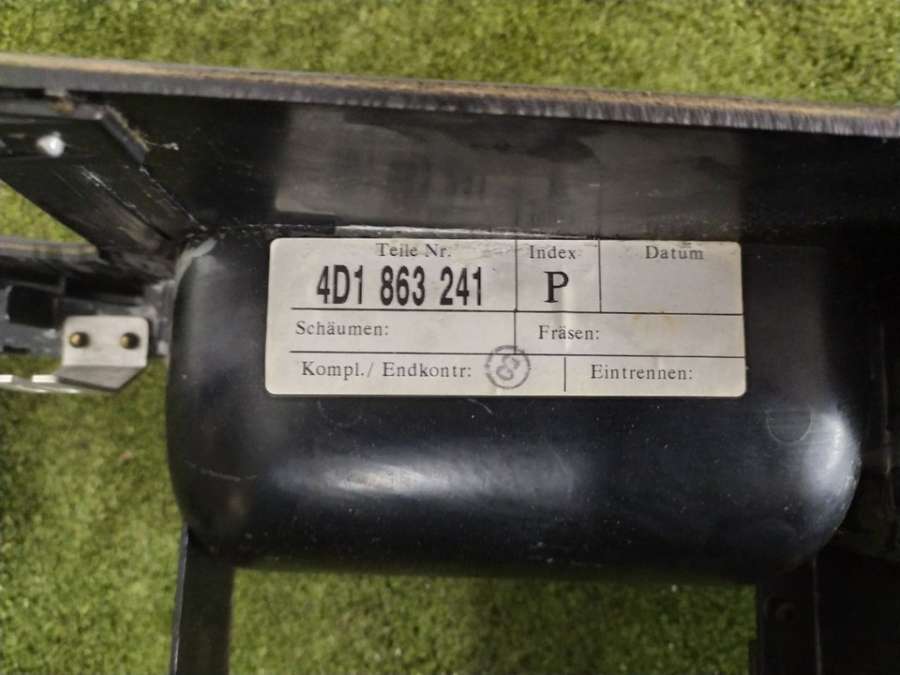 Teile Nr. Index Datum
4D1 863 241 P
Schäumen: Fräsen:
Kompl./ Endkontr: Eintrennen: